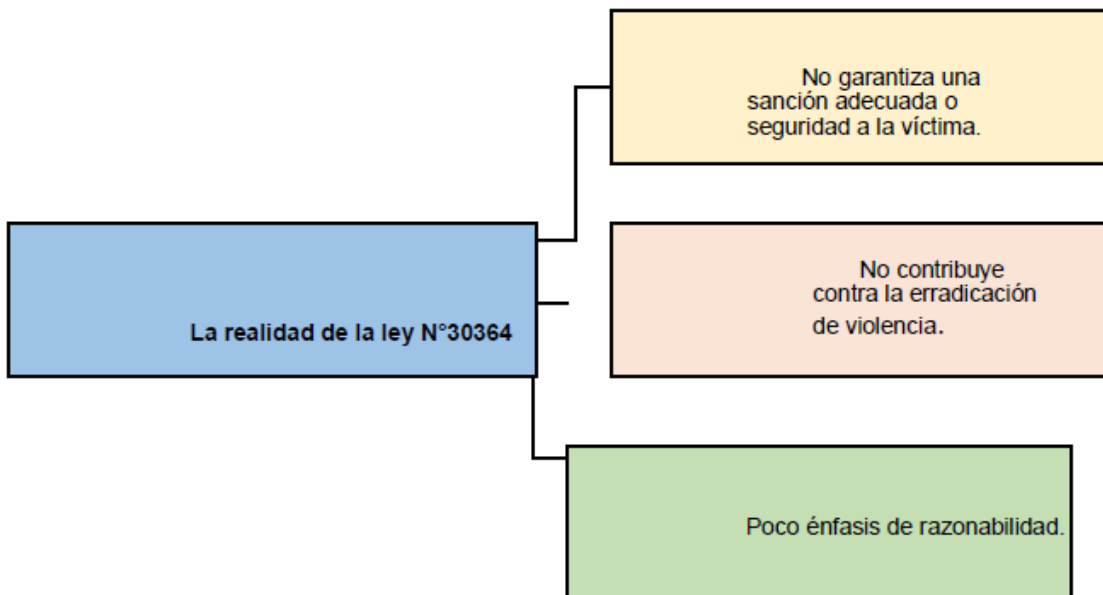 No garantiza una
sanción adecuada o
seguridad a la víctima.
La realidad de la ley N°30364
No contribuye
contra la erradicación
de violencia.
Poco énfasis de razonabilidad.